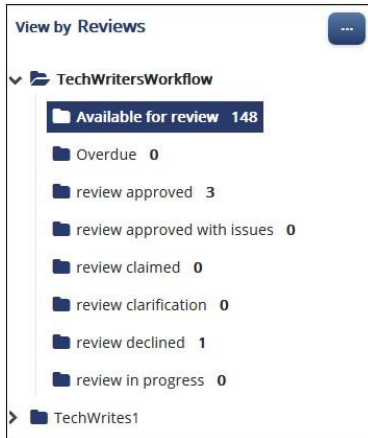 View by Reviews ...
TechWritersWorkflow
Available for review 148
Overdue 0
review approved 3
review approved with issues 0
review claimed 0
review clarification 0
review declined 1
review in progress 0
TechWrites1